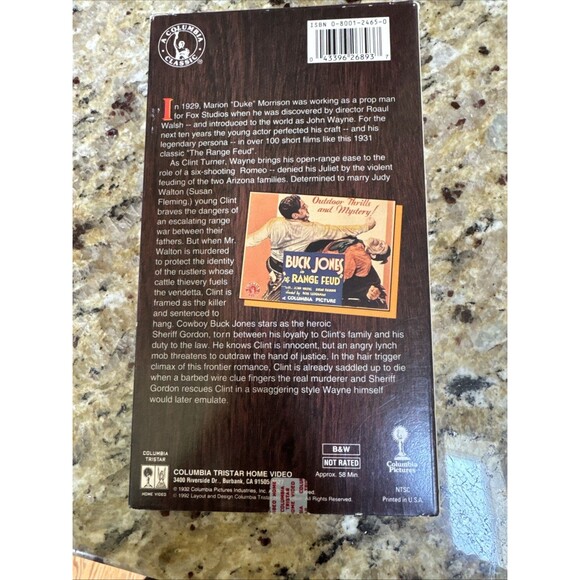 A COLUMBIA CLASSIC
ISBN 0-8001-2465-0
0 43396 26893 7
In 1929, Marion "Duke" Morrison was working as a prop man
for Fox Studios when he was discovered by director Roaul
Walsh -- and introduced to the world as John Wayne. For the
next ten years the young actor perfected his craft -- and his
legendary persona -- in over 100 short films like this 1931
classic "The Range Feud".
As Clint Turner, Wayne brings his open-range ease to the
role of a six-shooting Romeo -- denied his Juliet by the violent
feuding of the two Arizona families. Determined to marry Judy
Walton (Susan
Fleming,) young Clint
braves the dangers of
an escalating range
war between their
fathers. But when Mr.
Walton is murdered
to protect the identity
of the rustlers whose
cattle thievery fuels
the vendetta, Clint is
framed as the killer
and sentenced to
hang. Cowboy Buck Jones stars as the heroic
Sheriff Gordon, torn between his loyalty to Clint's family and his
duty to the law. He knows Clint is innocent, but an angry lynch
mob threatens to outdraw the hand of justice. In the hair trigger
climax of this frontier romance, Clint is already saddled up to die
when a barbed wire clue fingers the real murderer and Sheriff
Gordon rescues Clint in a swaggering style Wayne himself
would later emulate.
Outdoor Thrills
and Mystery!
BUCK JONES
in
The RANGE FEUD
A COLUMBIA PICTURE
COLUMBIA
TRISTAR
HOME VIDEO
COLUMBIA TRISTAR HOME VIDEO
3400 Riverside Dr., Burbank, CA 91505
Columbia Pictures Industries, Inc.
© 1992 Layout and Design Columbia Tristar All Rights Reserved.
B&W
NOT RATED
Approx. 58 Min.
Columbia
Pictures
NTSC
Printed in U.S.A.